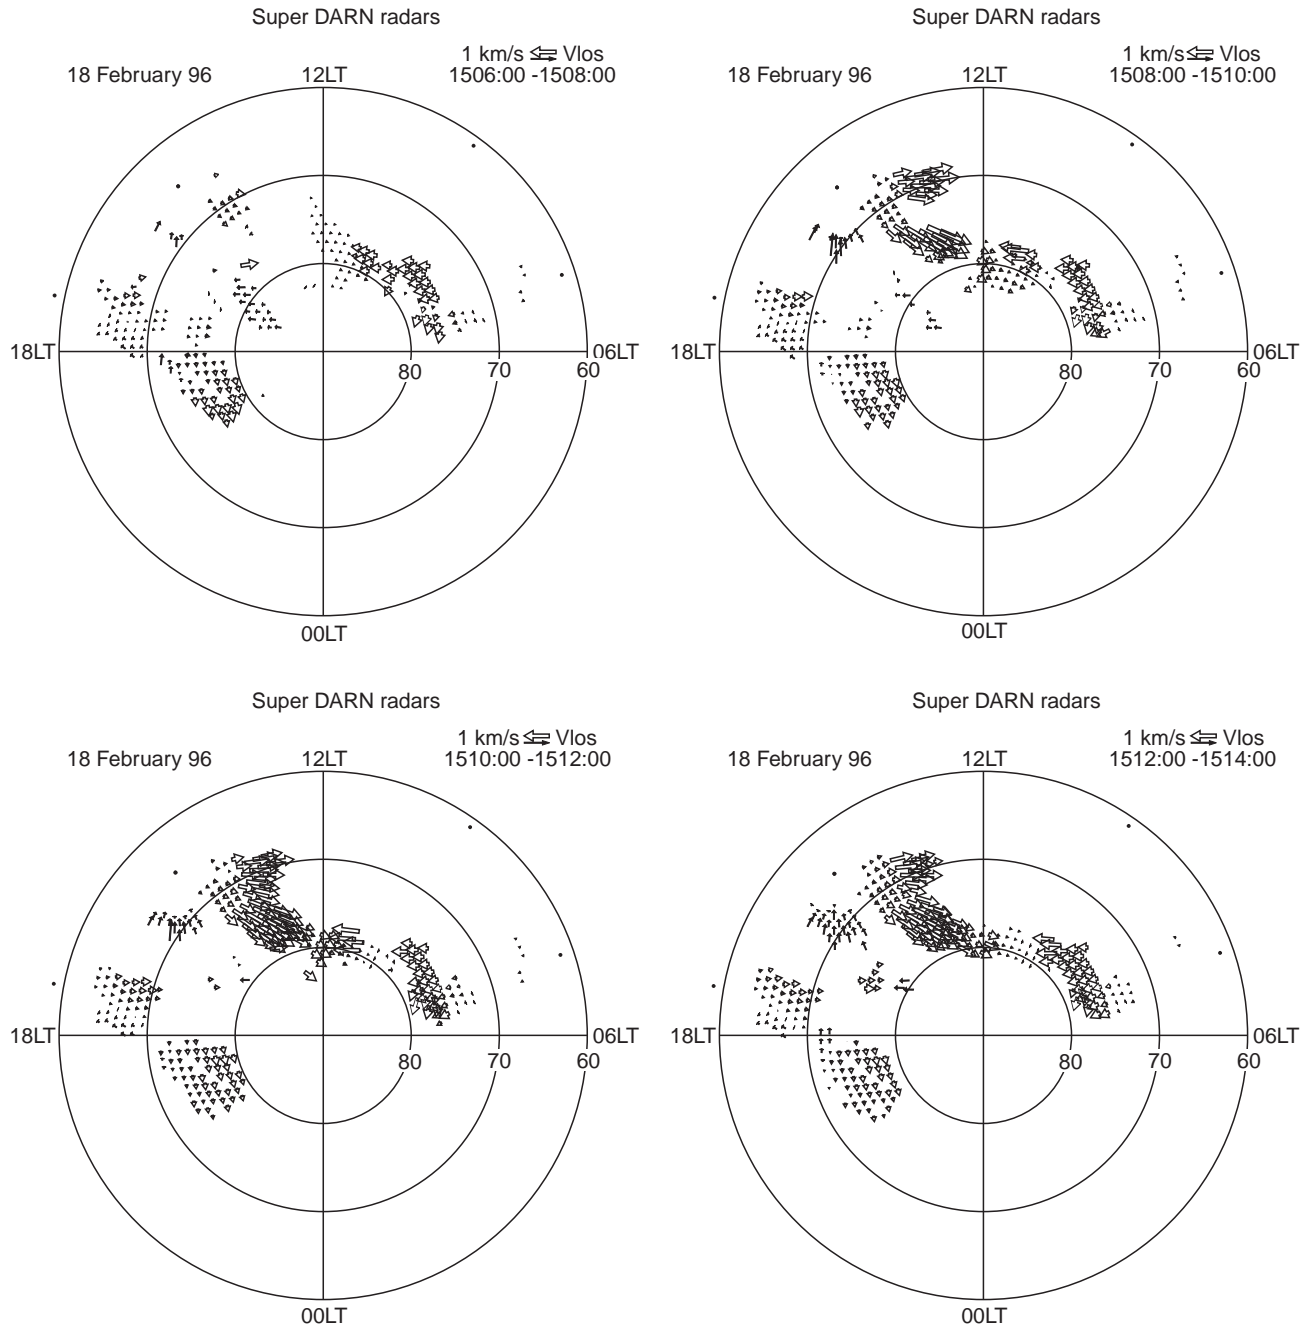 Super DARN radars
1 km/s Vlos
18 February 96 12LT 1506:00 -1508:00
18LT 06LT
80 70 60
00LT
Super DARN radars
1 km/s Vlos
18 February 96 12LT 1508:00 -1510:00
18LT 06LT
80 70 60
00LT
Super DARN radars
1 km/s Vlos
18 February 96 12LT 1510:00 -1512:00
18LT 06LT
80 70 60
00LT
Super DARN radars
1 km/s Vlos
18 February 96 12LT 1512:00 -1514:00
18LT 06LT
80 70 60
00LT